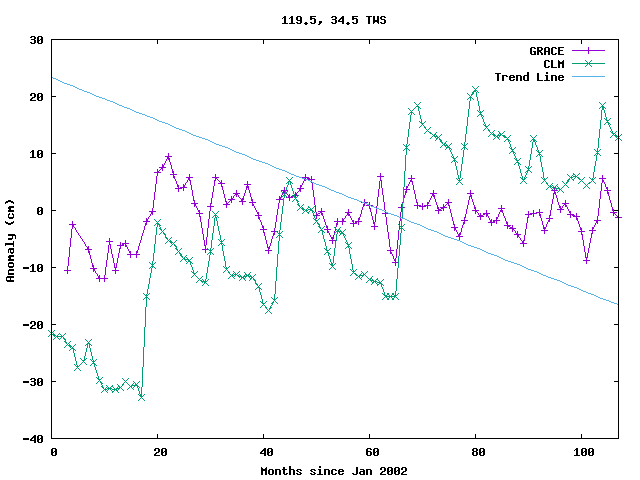 119.5, 34.5 TWS
GRACE
CLM
Trend Line
30
20
10
0
-10
-20
-30
-40
Anomaly (cm)
0 20 40 60 80 100
Months since Jan 2002